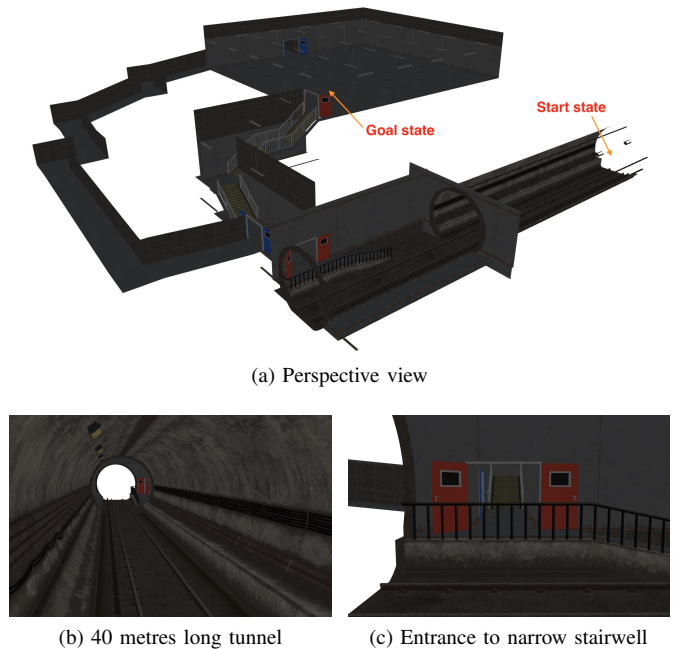 Start state
Goal state
(a) Perspective view
(b) 40 metres long tunnel
(c) Entrance to narrow stairwell